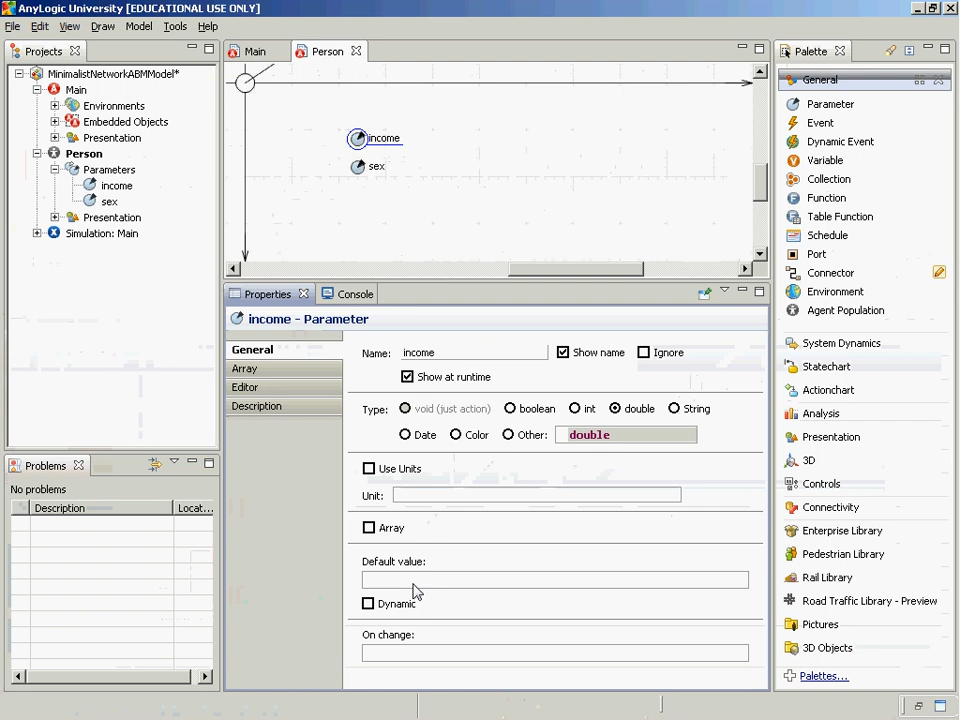 AnyLogic University [EDUCATIONAL USE ONLY]
File Edit View Draw Model Tools Help
Projects
MinimalistNetworkABMModel*
Main
Environments
Embedded Objects
Presentation
Person
Parameters
income
sex
Presentation
Simulation: Main
Problems
No problems
Description Locat...
Main Person
income
sex
Properties Console
income - Parameter
General
Array
Editor
Description
Name: income Show name Ignore
Show at runtime
Type: void (just action) boolean int double String
Date Color Other: double
Use Units
Unit:
Array
Default value:
Dynamic
On change:
Palette
General
Parameter
Event
Dynamic Event
Variable
Collection
Function
Table Function
Schedule
Port
Connector
Environment
Agent Population
System Dynamics
Statechart
Actionchart
Analysis
Presentation
3D
Controls
Connectivity
Enterprise Library
Pedestrian Library
Rail Library
Road Traffic Library - Preview
Pictures
3D Objects
Palettes...